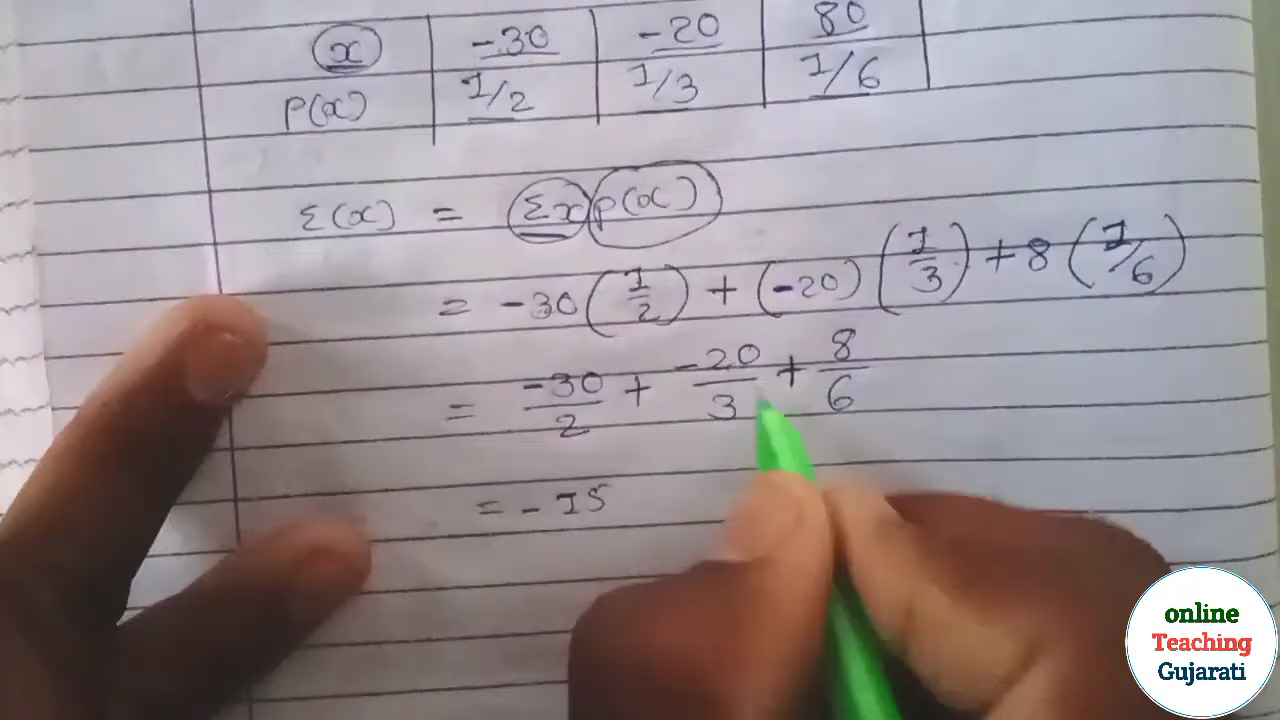 x -30 -20 80
P(x) 1/2 1/3 1/6
Σ(x) = Σx p(x)
= -30(1/2) + (-20)(1/3) + 8(1/6)
= -30/2 + -20/3 + 8/6
= -15
online
Teaching
Gujarati